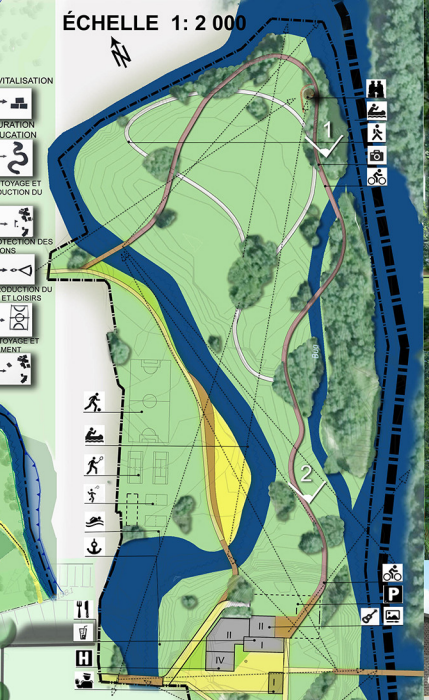 ÉCHELLE 1: 2 000
N
VITALISATION
URATION
UCATION
TOYAGE ET
DUCTION DU
OTECTION DES
ONS
ODUCTION DU
ET LOISIRS
TOYAGE ET
MENT
1
2
P
H
II
II
I
IV
I